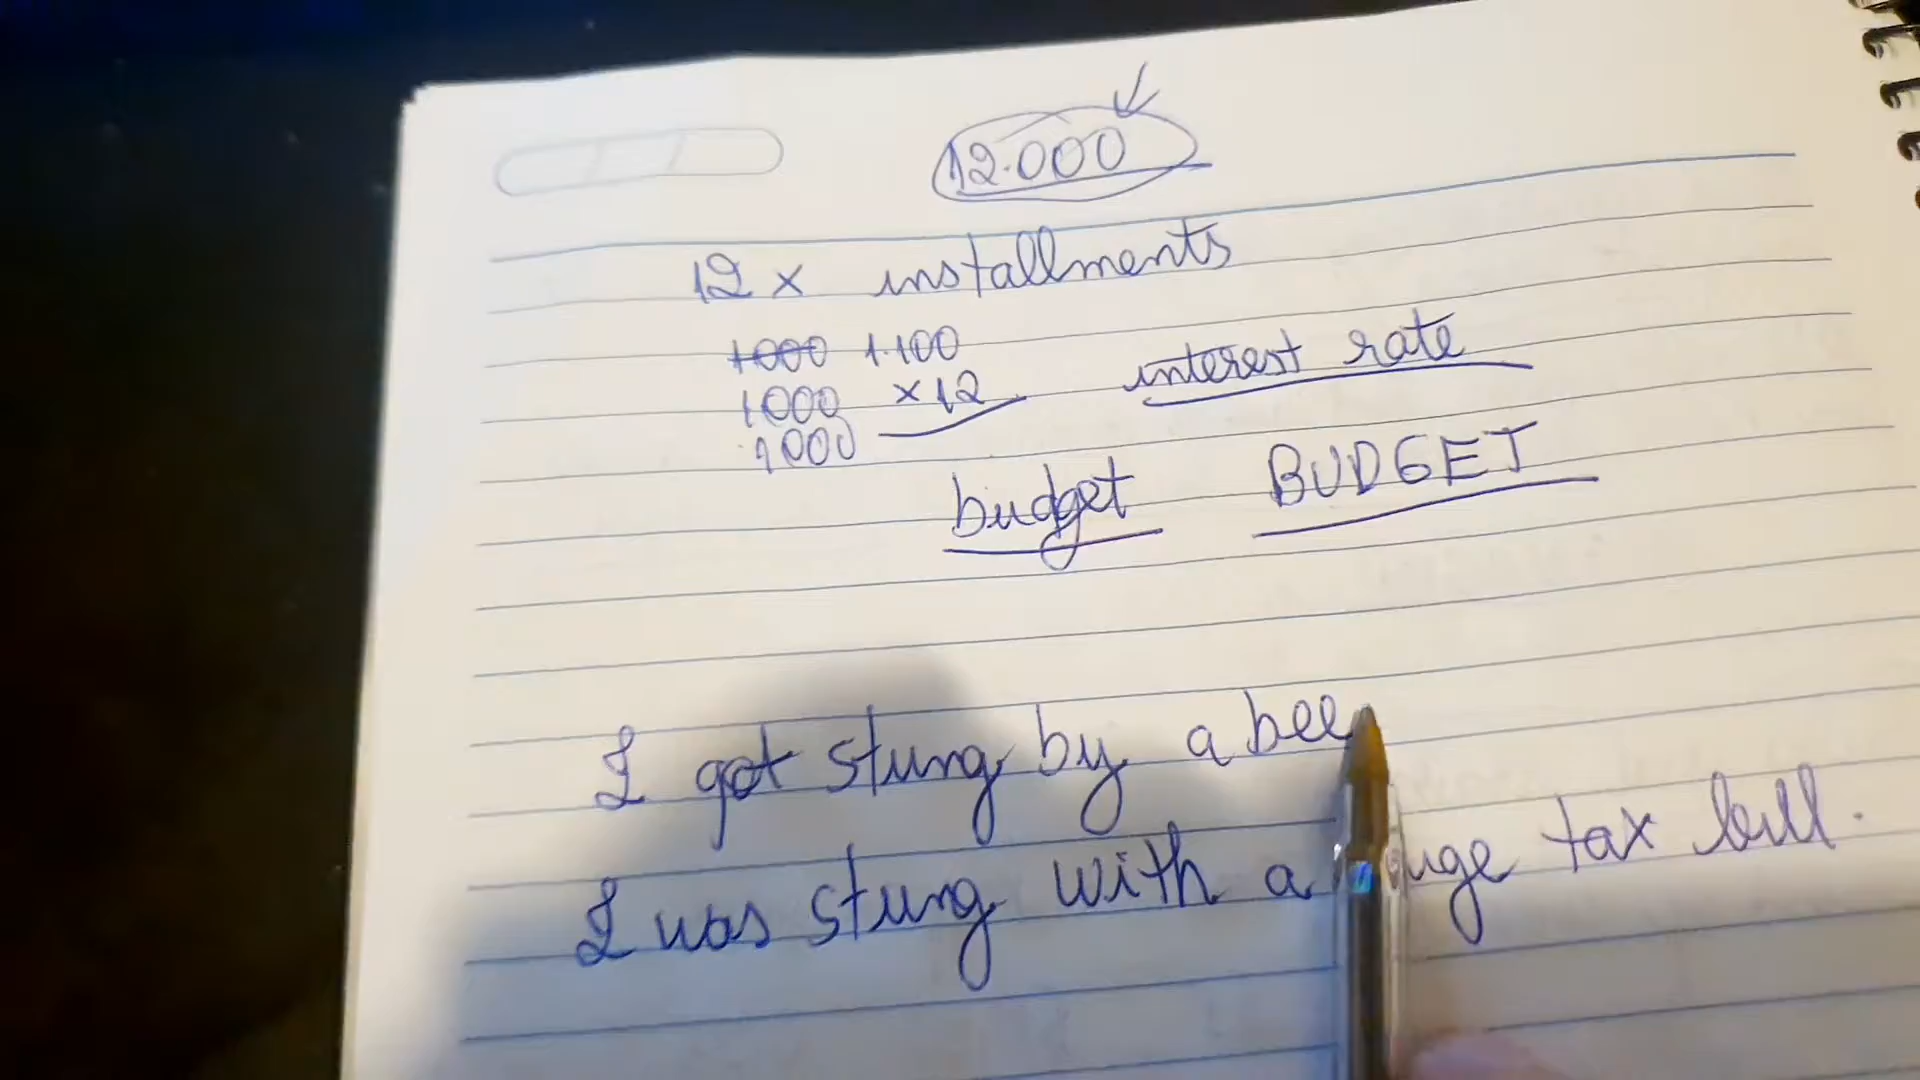 12.000
12 x installments
1000 1.100
1000 x12 interest rate
1000
budget BUDGET
I got stung by a bee
I was stung with a huge tax bill.